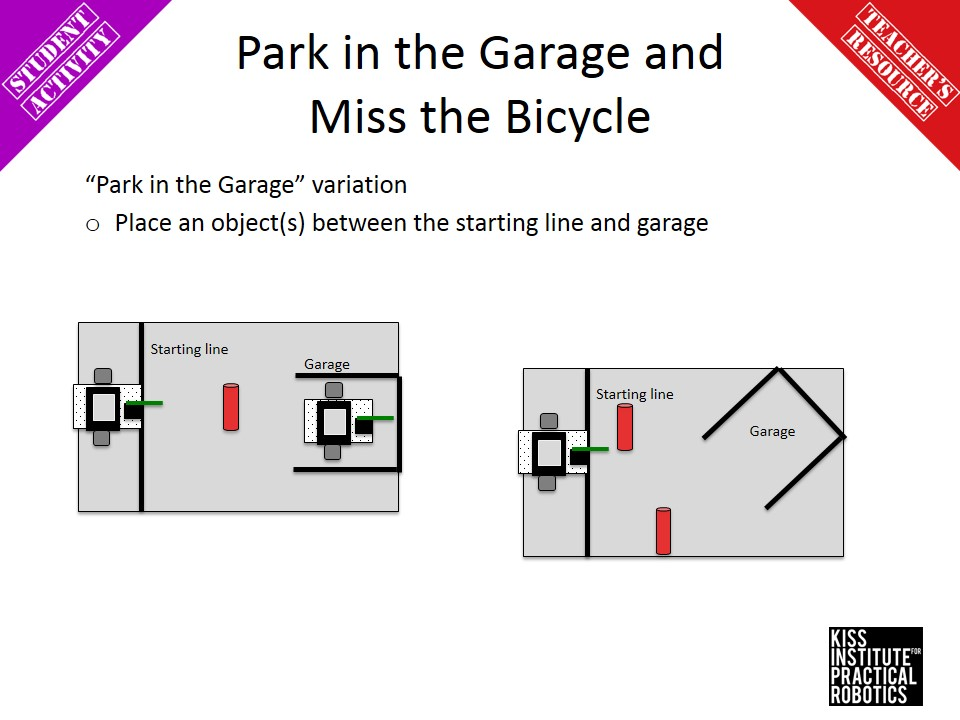 STUDENT
ACTIVITY
TEACHER'S
RESOURCE
Park in the Garage and
Miss the Bicycle
“Park in the Garage” variation
o Place an object(s) between the starting line and garage
Starting line
Garage
Starting line
Garage
KISS
INSTITUTE FOR
PRACTICAL
ROBOTICS